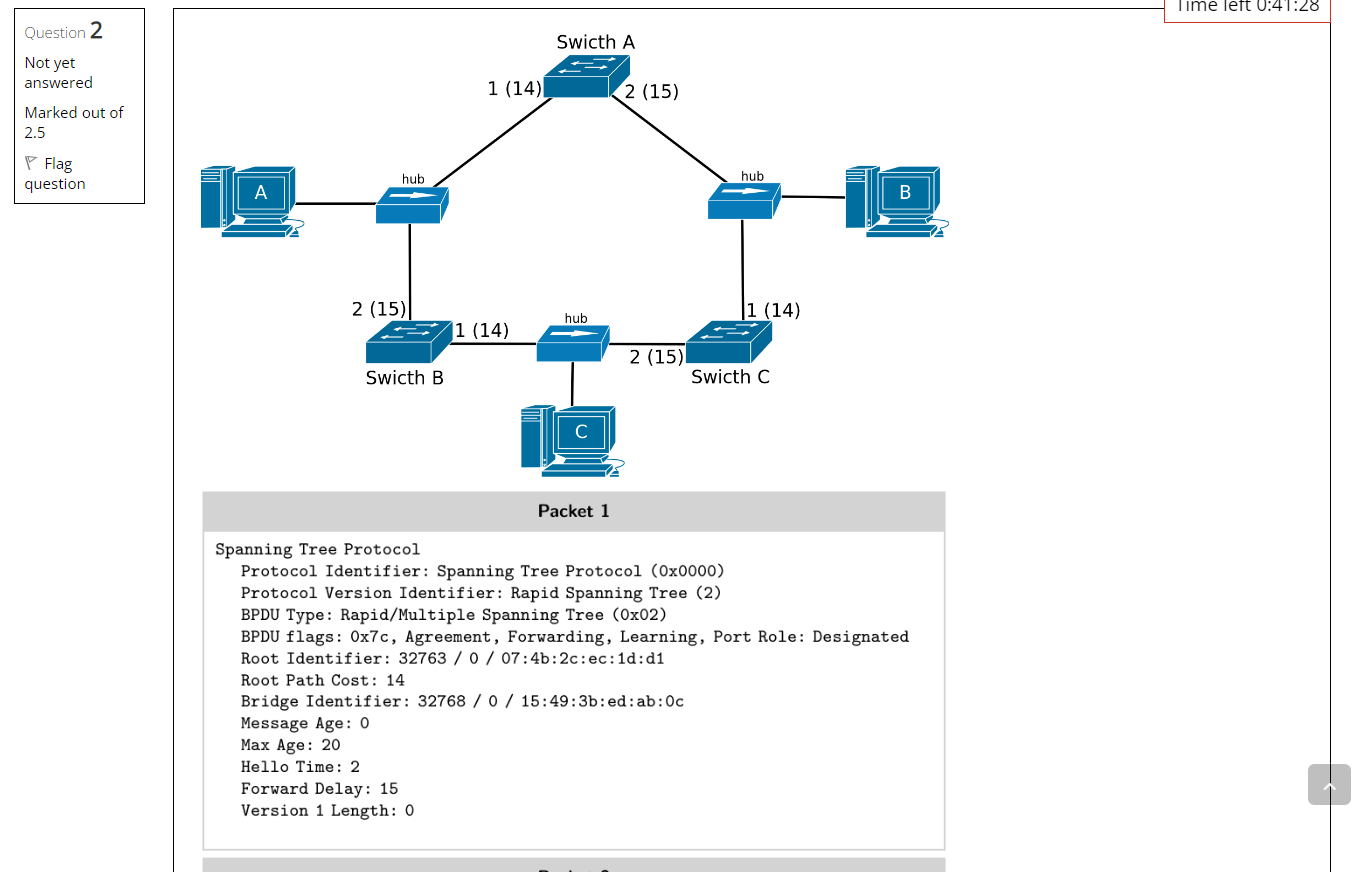 Time left 0:41:28
Question 2
Not yet
answered
Marked out of
2.5
Flag
question
Swicth A
1 (14)
2 (15)
hub
hub
A
B
2 (15)
1 (14)
1 (14)
hub
2 (15)
Swicth B
Swicth C
C
Packet 1
Spanning Tree Protocol
Protocol Identifier: Spanning Tree Protocol (0x0000)
Protocol Version Identifier: Rapid Spanning Tree (2)
BPDU Type: Rapid/Multiple Spanning Tree (0x02)
BPDU flags: 0x7c, Agreement, Forwarding, Learning, Port Role: Designated
Root Identifier: 32763 / 0 / 07:4b:2c:ec:1d:d1
Root Path Cost: 14
Bridge Identifier: 32768 / 0 / 15:49:3b:ed:ab:0c
Message Age: 0
Max Age: 20
Hello Time: 2
Forward Delay: 15
Version 1 Length: 0